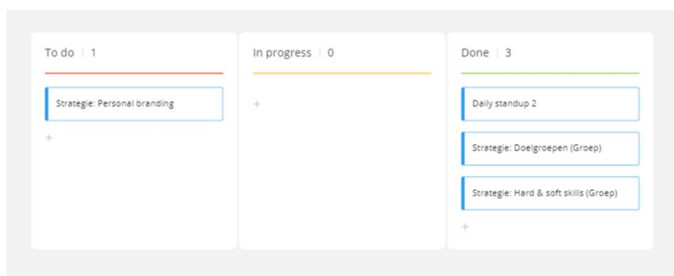 To do | 1
Strategie: Personal branding
+
In progress | 0
+
Done | 3
Daily standup 2
Strategie: Doelgroepen (Groep)
Strategie: Hard & soft skills (Groep)
+